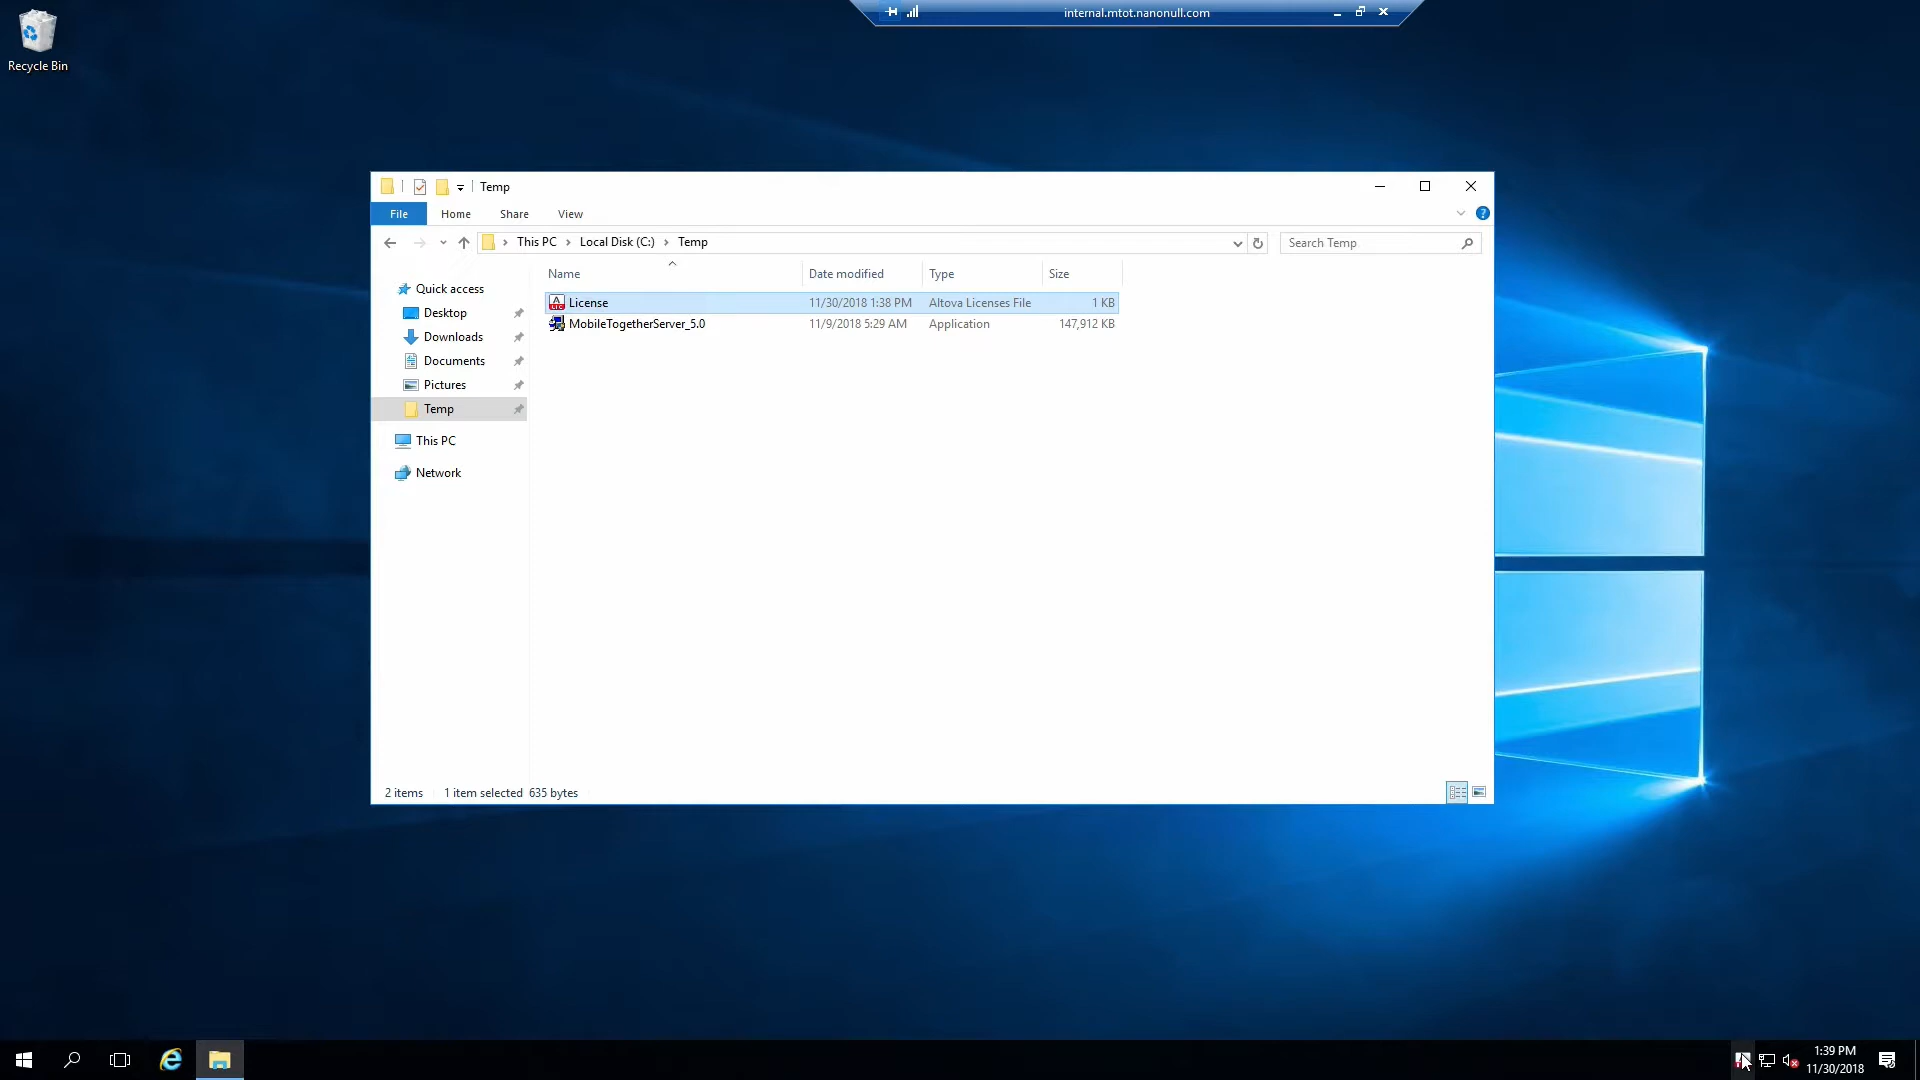 internal.mtot.nanonull.com
Recycle Bin
Temp
File Home Share View
This PC Local Disk (C:) Temp
Search Temp
Name Date modified Type Size
License 11/30/2018 1:38 PM Altova Licenses File 1 KB
MobileTogetherServer_5.0 11/9/2018 5:29 AM Application 147,912 KB
Quick access
Desktop
Downloads
Documents
Pictures
Temp
This PC
Network
2 items 1 item selected 635 bytes
1:39 PM
11/30/2018